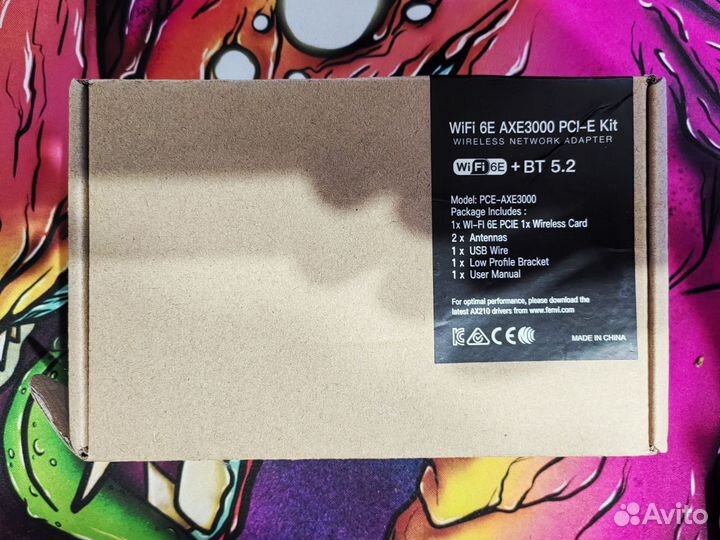 WiFi 6E AXE3000 PCI-E Kit
WIRELESS NETWORK ADAPTER
WiFi 6E + BT 5.2
Model: PCE-AXE3000
Package Includes :
1x WI-FI 6E PCIE 1x Wireless Card
2 x Antennas
1 x USB Wire
1 x Low Profile Bracket
1 x User Manual
For optimal performance, please download the
latest AX210 drivers from www.fenvi.com
MADE IN CHINA
Avito